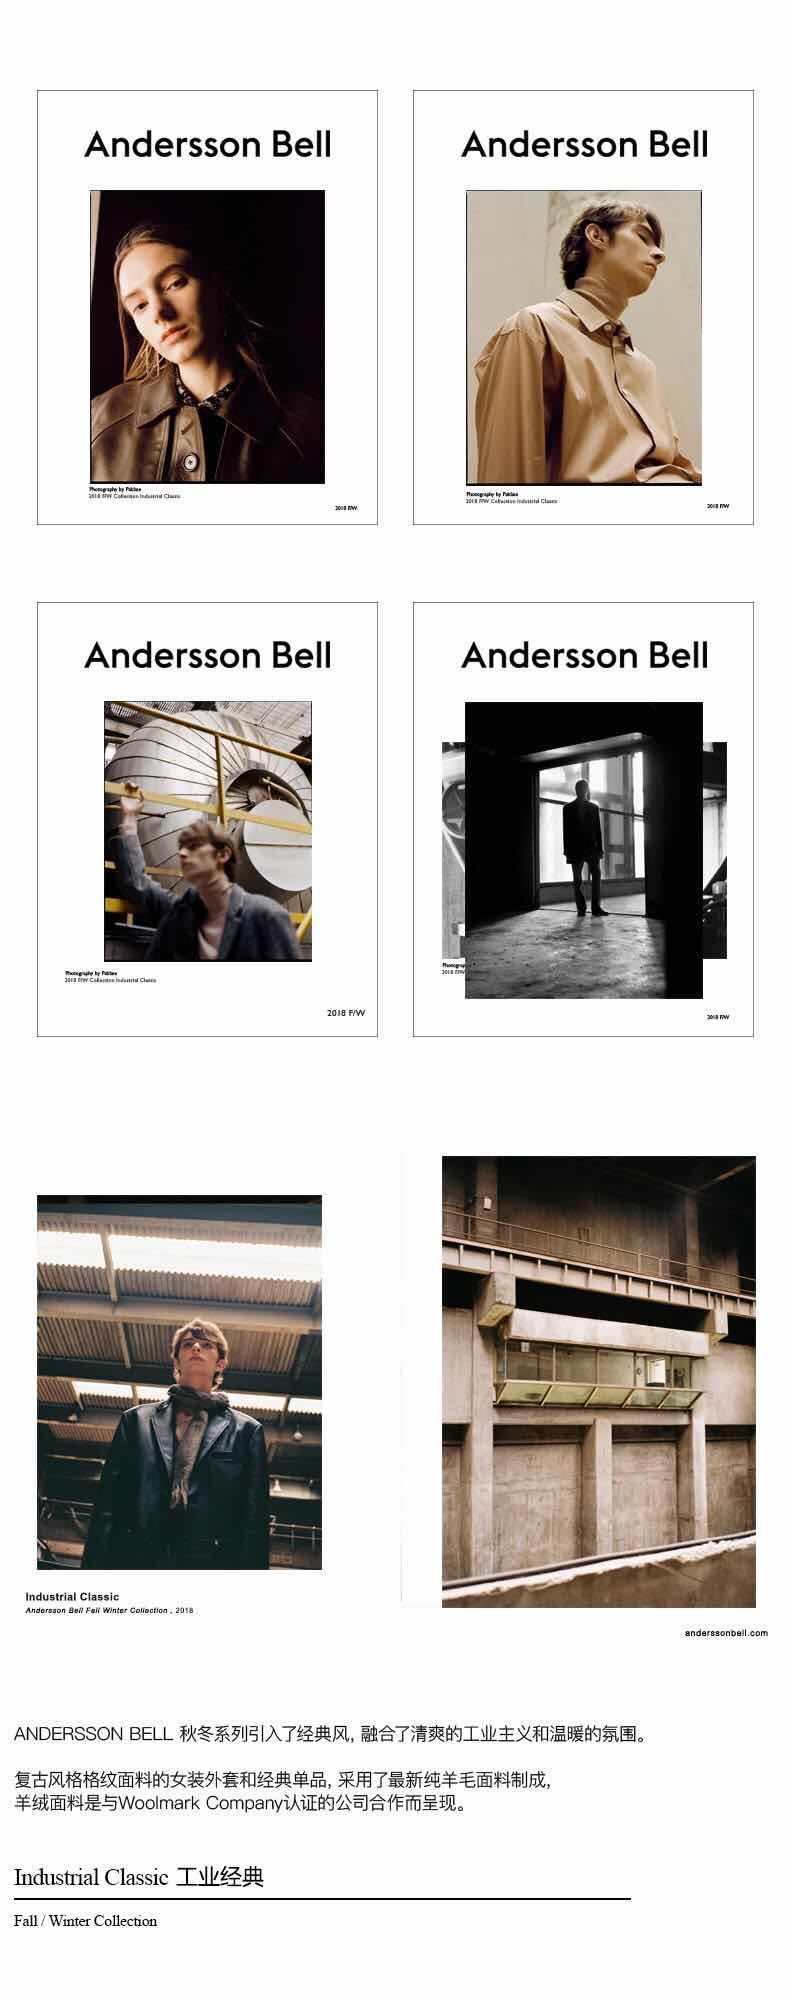 Andersson Bell
Photography by Pakbae
2018 F/W Collection Industrial Classic
2018 F/W
Andersson Bell
Photography by Pakbae
2018 F/W Collection Industrial Classic
2018 F/W
Andersson Bell
Photography by Pakbae
2018 F/W Collection Industrial Classic
2018 F/W
Andersson Bell
2018 F/W
2018 F/W
Industrial Classic
Andersson Bell Fall Winter Collection , 2018
anderssonbell.com
ANDERSSON BELL 秋冬系列引入了经典风, 融合了清爽的工业主义和温暖的氛围。
复古风格格纹面料的女装外套和经典单品, 采用了最新纯羊毛面料制成,
羊绒面料是与Woolmark Company认证的公司合作而呈现。
Industrial Classic 工业经典
Fall / Winter Collection